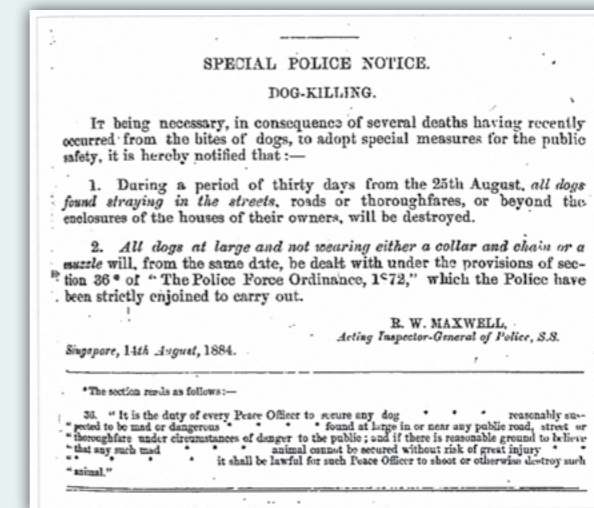 SPECIAL POLICE NOTICE.
DOG-KILLING.
IT being necessary, in consequence of several deaths having recently
occurred from the bites of dogs, to adopt special measures for the public
safety, it is hereby notified that :—
1. During a period of thirty days from the 25th August, all dogs
found straying in the streets, roads or thoroughfares, or beyond the
enclosures of the houses of their owners, will be destroyed.
2. All dogs at large and not wearing either a collar and chain or a
muzzle will, from the same date, be dealt with under the provisions of sec-
tion 36* of "The Police Force Ordinance, 1872," which the Police have
been strictly enjoined to carry out.
R. W. MAXWELL,
Acting Inspector-General of Police, S.S.
Singapore, 14th August, 1884.
*The section reads as follows:—
36. "It is the duty of every Peace Officer to secure any dog * * * reasonably sus-
"pected to be mad or dangerous * * * * found at large in or near any public road, street or
"thoroughfare under circumstances of danger to the public ; and if there is reasonable ground to believe
"that any such mad * * * animal cannot be secured without risk of great injury * *
"* * * * it shall be lawful for such Peace Officer to shoot or otherwise destroy such
"animal."